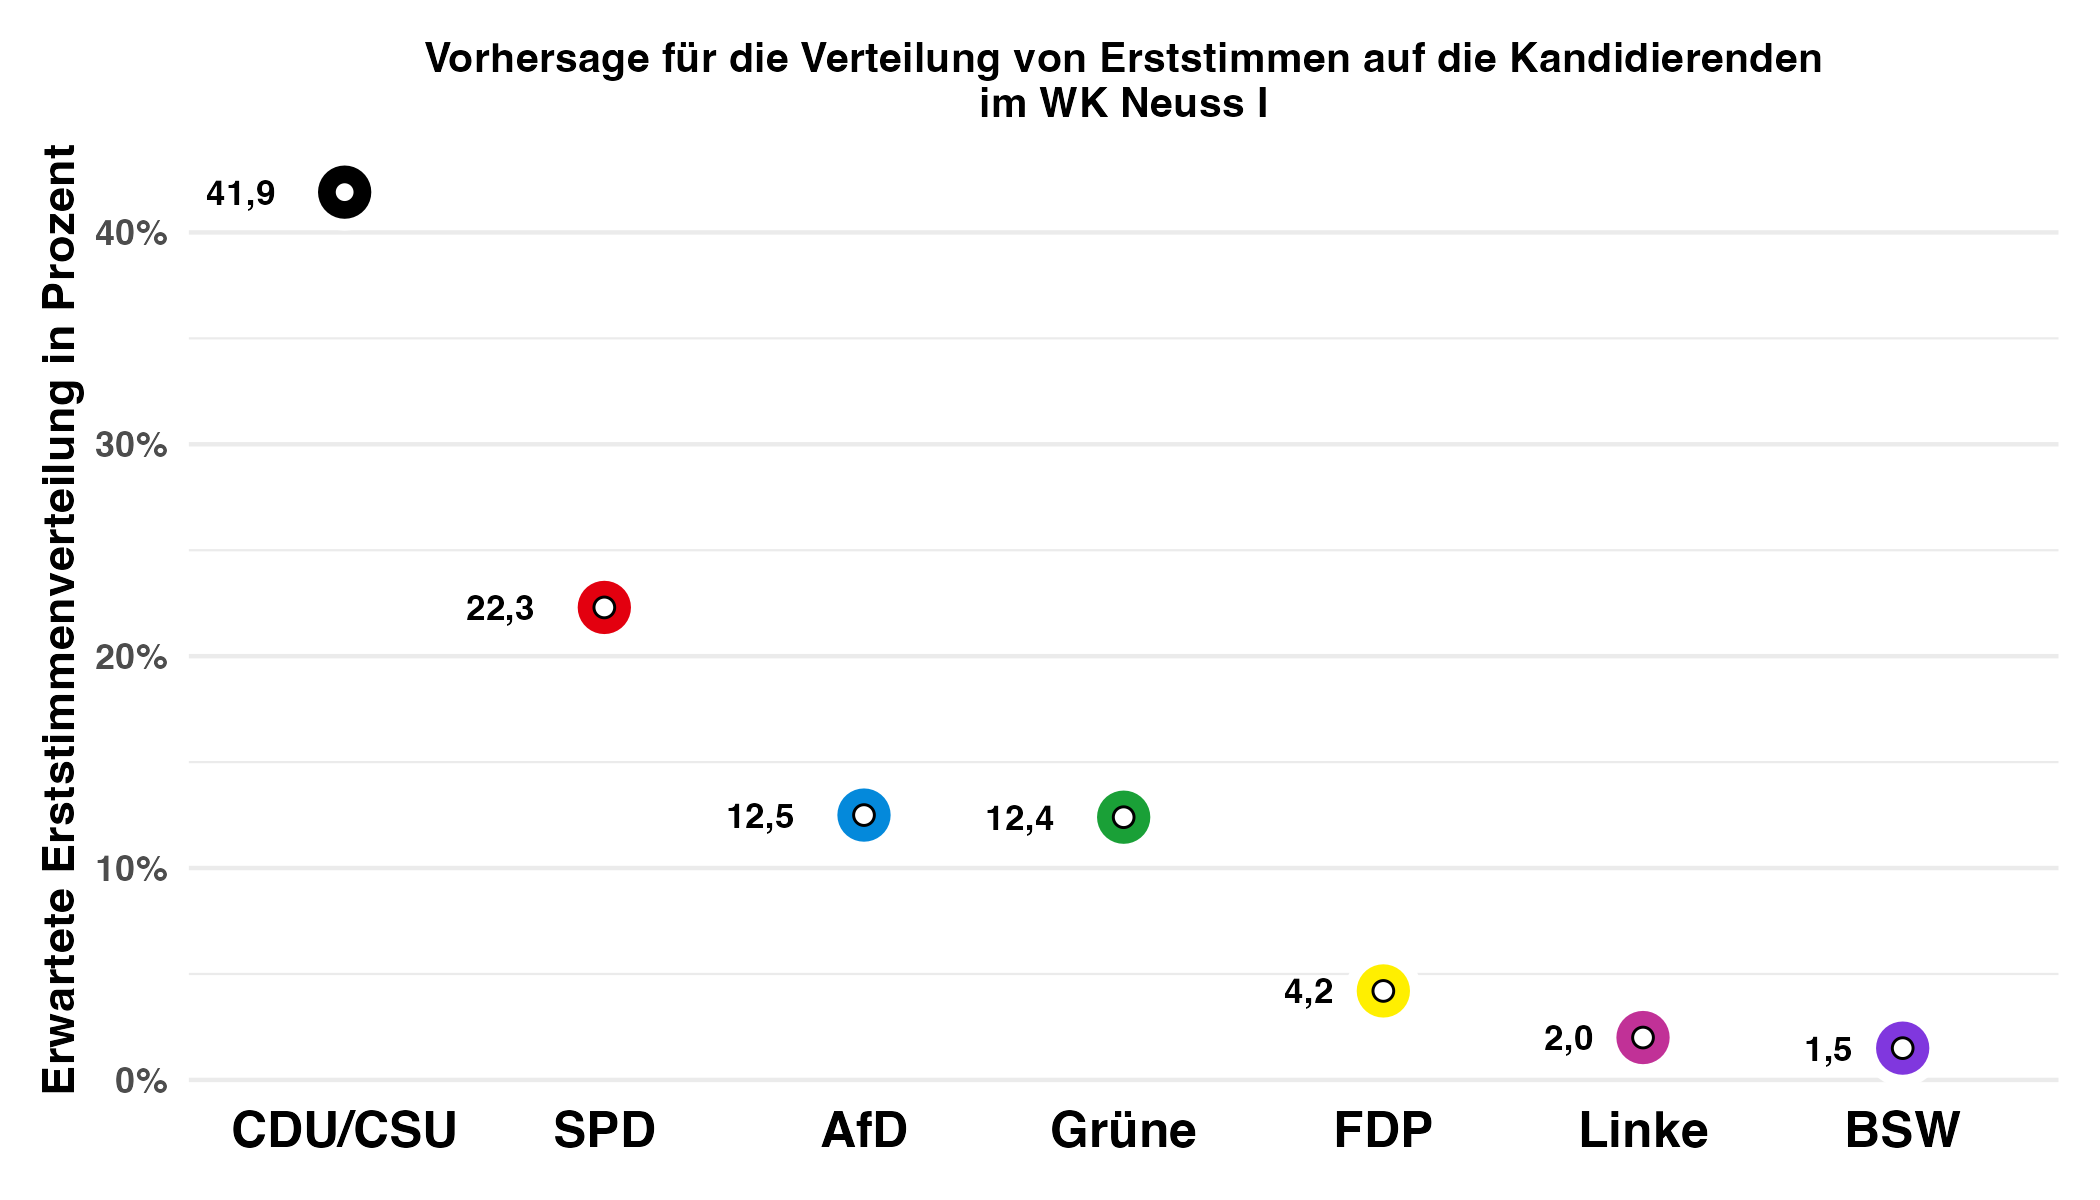 Vorhersage für die Verteilung von Erststimmen auf die Kandidierenden
im WK Neuss I
Erwartete Erststimmenverteilung in Prozent
41,9
40%
30%
22,3
20%
12,5
12,4
10%
4,2
2,0
1,5
0%
CDU/CSU
SPD
AfD
Grüne
FDP
Linke
BSW